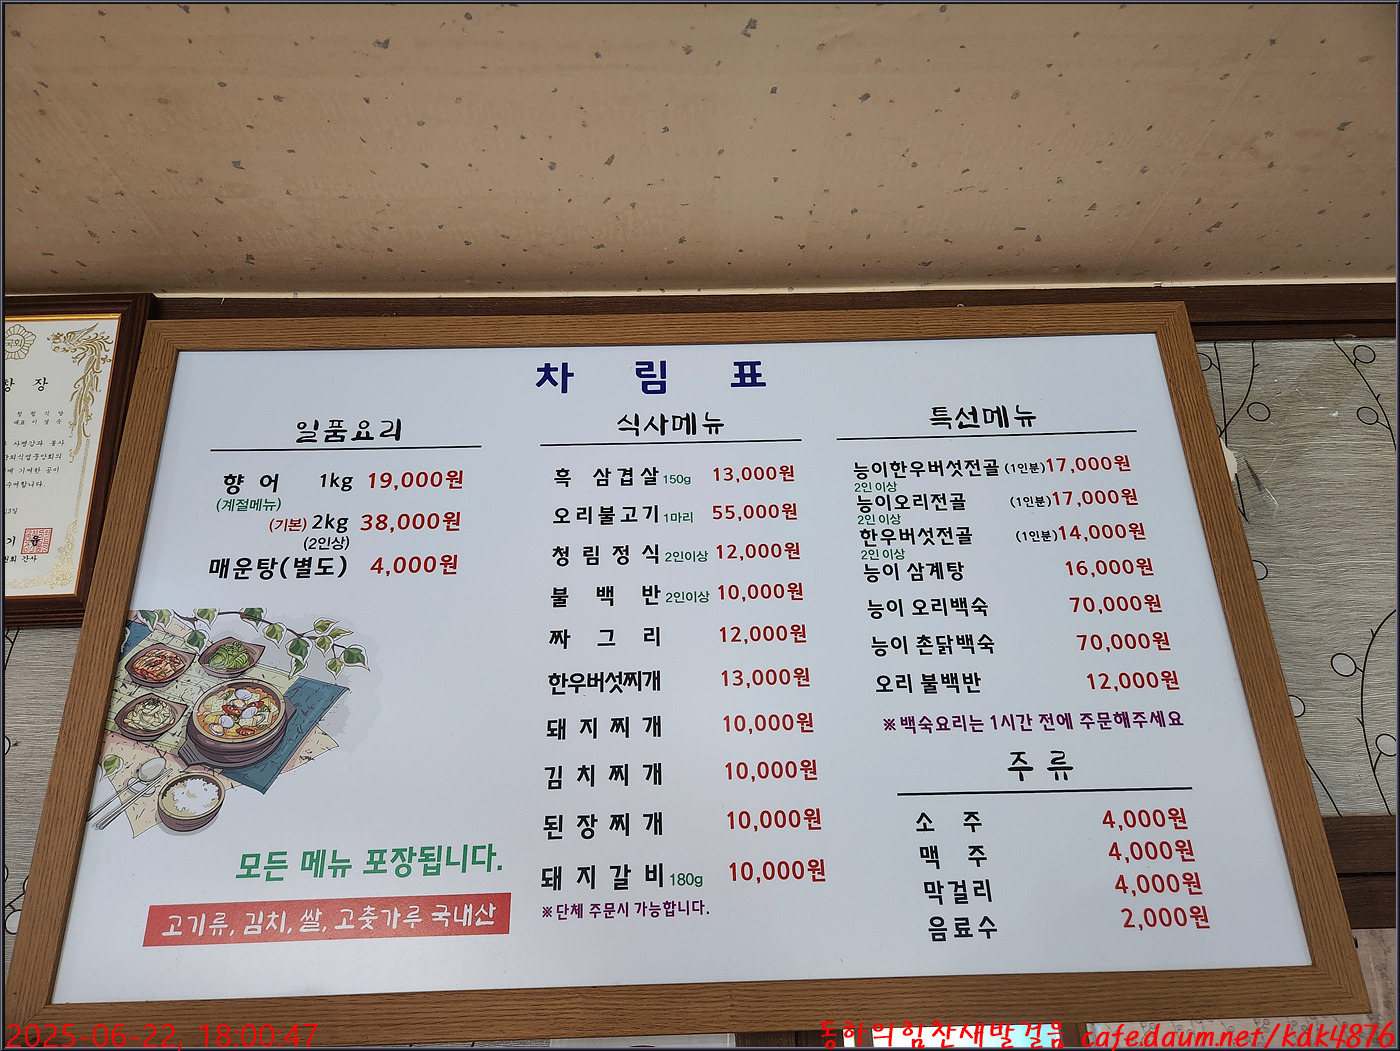 차 림 표
일품요리
향 어 1kg 19,000원
(계절메뉴)
(기본) 2kg 38,000원
(2인상)
매운탕(별도) 4,000원
모든 메뉴 포장됩니다.
고기류, 김치, 쌀, 고춧가루 국내산
식사메뉴
흑 삼겹살 150g 13,000원
오리불고기 1마리 55,000원
청림정식 2인이상 12,000원
불백반 2인이상 10,000원
짜그리 12,000원
한우버섯찌개 13,000원
돼지찌개 10,000원
김치찌개 10,000원
된장찌개 10,000원
돼지갈비 180g 10,000원
※단체 주문시 가능합니다.
특선메뉴
능이한우버섯전골 (1인분) 17,000원
2인 이상
능이오리전골 (1인분) 17,000원
2인 이상
한우버섯전골 (1인분) 14,000원
2인 이상
능이 삼계탕 16,000원
능이 오리백숙 70,000원
능이 촌닭백숙 70,000원
오리 불백반 12,000원
※백숙요리는 1시간 전에 주문해주세요
주 류
소 주 4,000원
맥 주 4,000원
막걸리 4,000원
음료수 2,000원
2025-06-22, 18:00:47
동하의힘찬새발걸음 cafe.daum.net/kdk4876